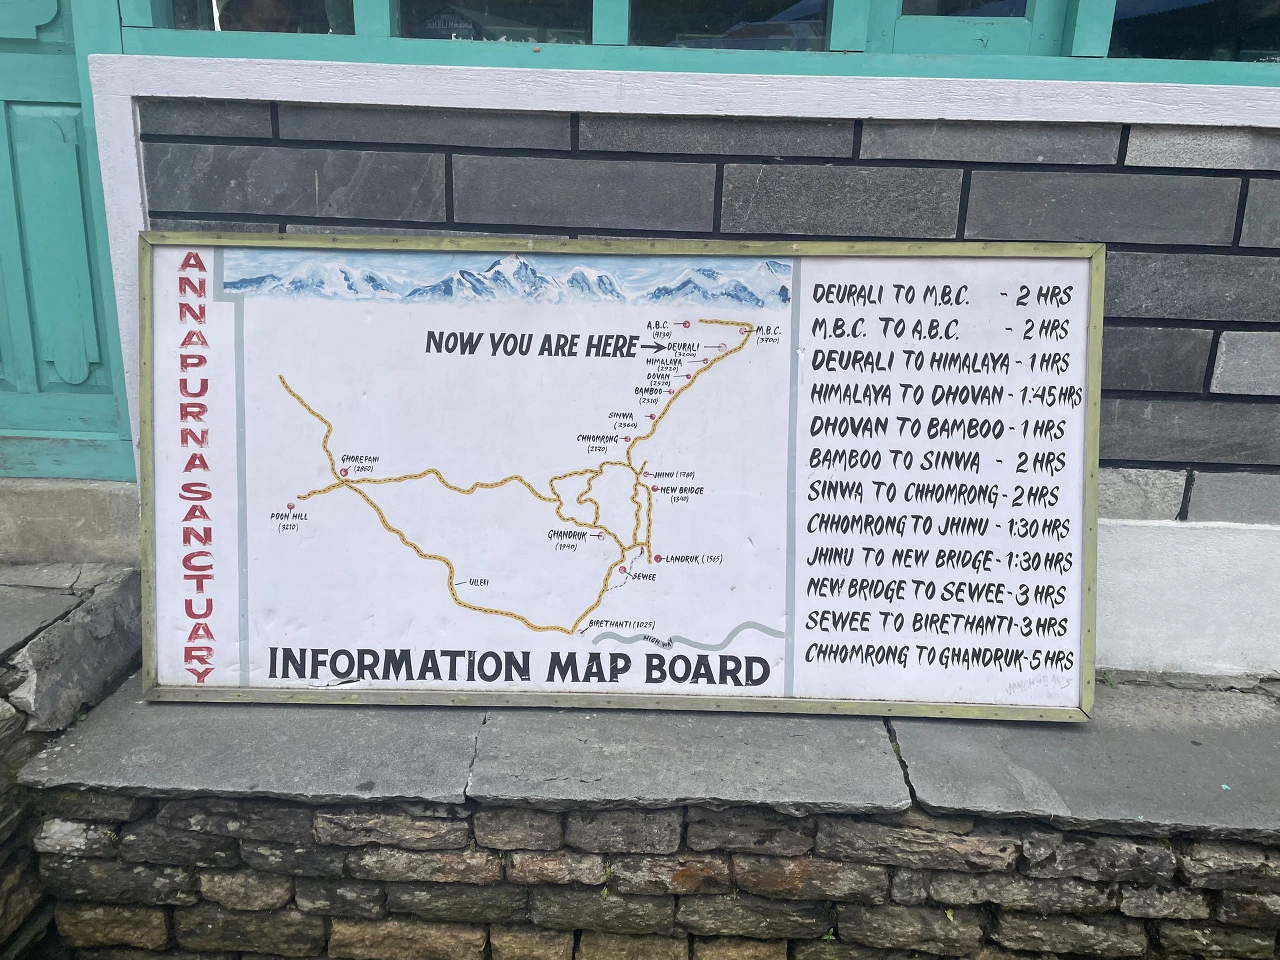 ANNAPURNA SANCTUARY
NOW YOU ARE HERE
A.B.C.
(4130)
M.B.C.
(3700)
DEURALI
(3200)
HIMALAYA
(2920)
DOVAN
(2520)
BAMBOO
(2310)
SINWA
(2360)
CHHOMRONG
(2170)
GHOREPANI
(2860)
JHINU (1780)
NEW BRIDGE
(1340)
POON HILL
(3210)
GHANDRUK
(1940)
LANDRUK (1565)
SEWEE
ULLERI
BIRETHANTI (1025)
HIGH WAY
INFORMATION MAP BOARD
DEURALI TO M.B.C. - 2 HRS
M.B.C. TO A.B.C. - 2 HRS
DEURALI TO HIMALAYA - 1 HRS
HIMALAYA TO DHOVAN - 1:45 HRS
DHOVAN TO BAMBOO - 1 HRS
BAMBOO TO SINWA - 2 HRS
SINWA TO CHHOMRONG - 2 HRS
CHHOMRONG TO JHINU - 1:30 HRS
JHINU TO NEW BRIDGE - 1:30 HRS
NEW BRIDGE TO SEWEE - 3 HRS
SEWEE TO BIRETHANTI - 3 HRS
CHHOMRONG TO GHANDRUK - 5 HRS